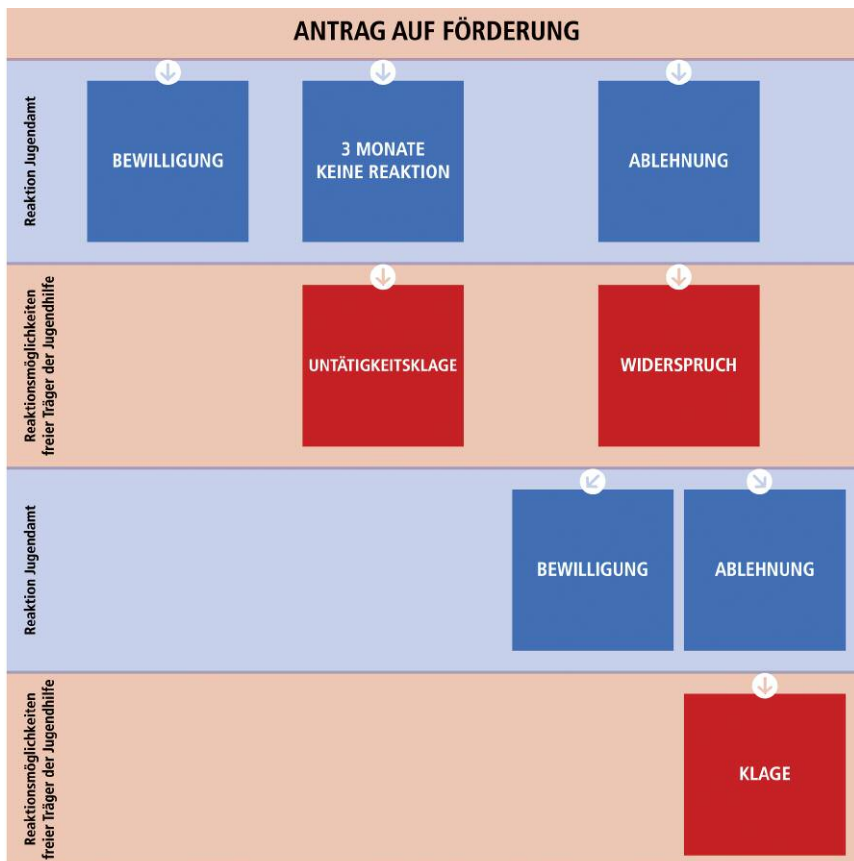 ANTRAG AUF FÖRDERUNG
Reaktion Jugendamt
BEWILLIGUNG
3 MONATE
KEINE REAKTION
ABLEHNUNG
Reaktionsmöglichkeiten
freier Träger der Jugendhilfe
UNTÄTIGKEITSKLAGE
WIDERSPRUCH
Reaktion Jugendamt
BEWILLIGUNG
ABLEHNUNG
Reaktionsmöglichkeiten
freier Träger der Jugendhilfe
KLAGE